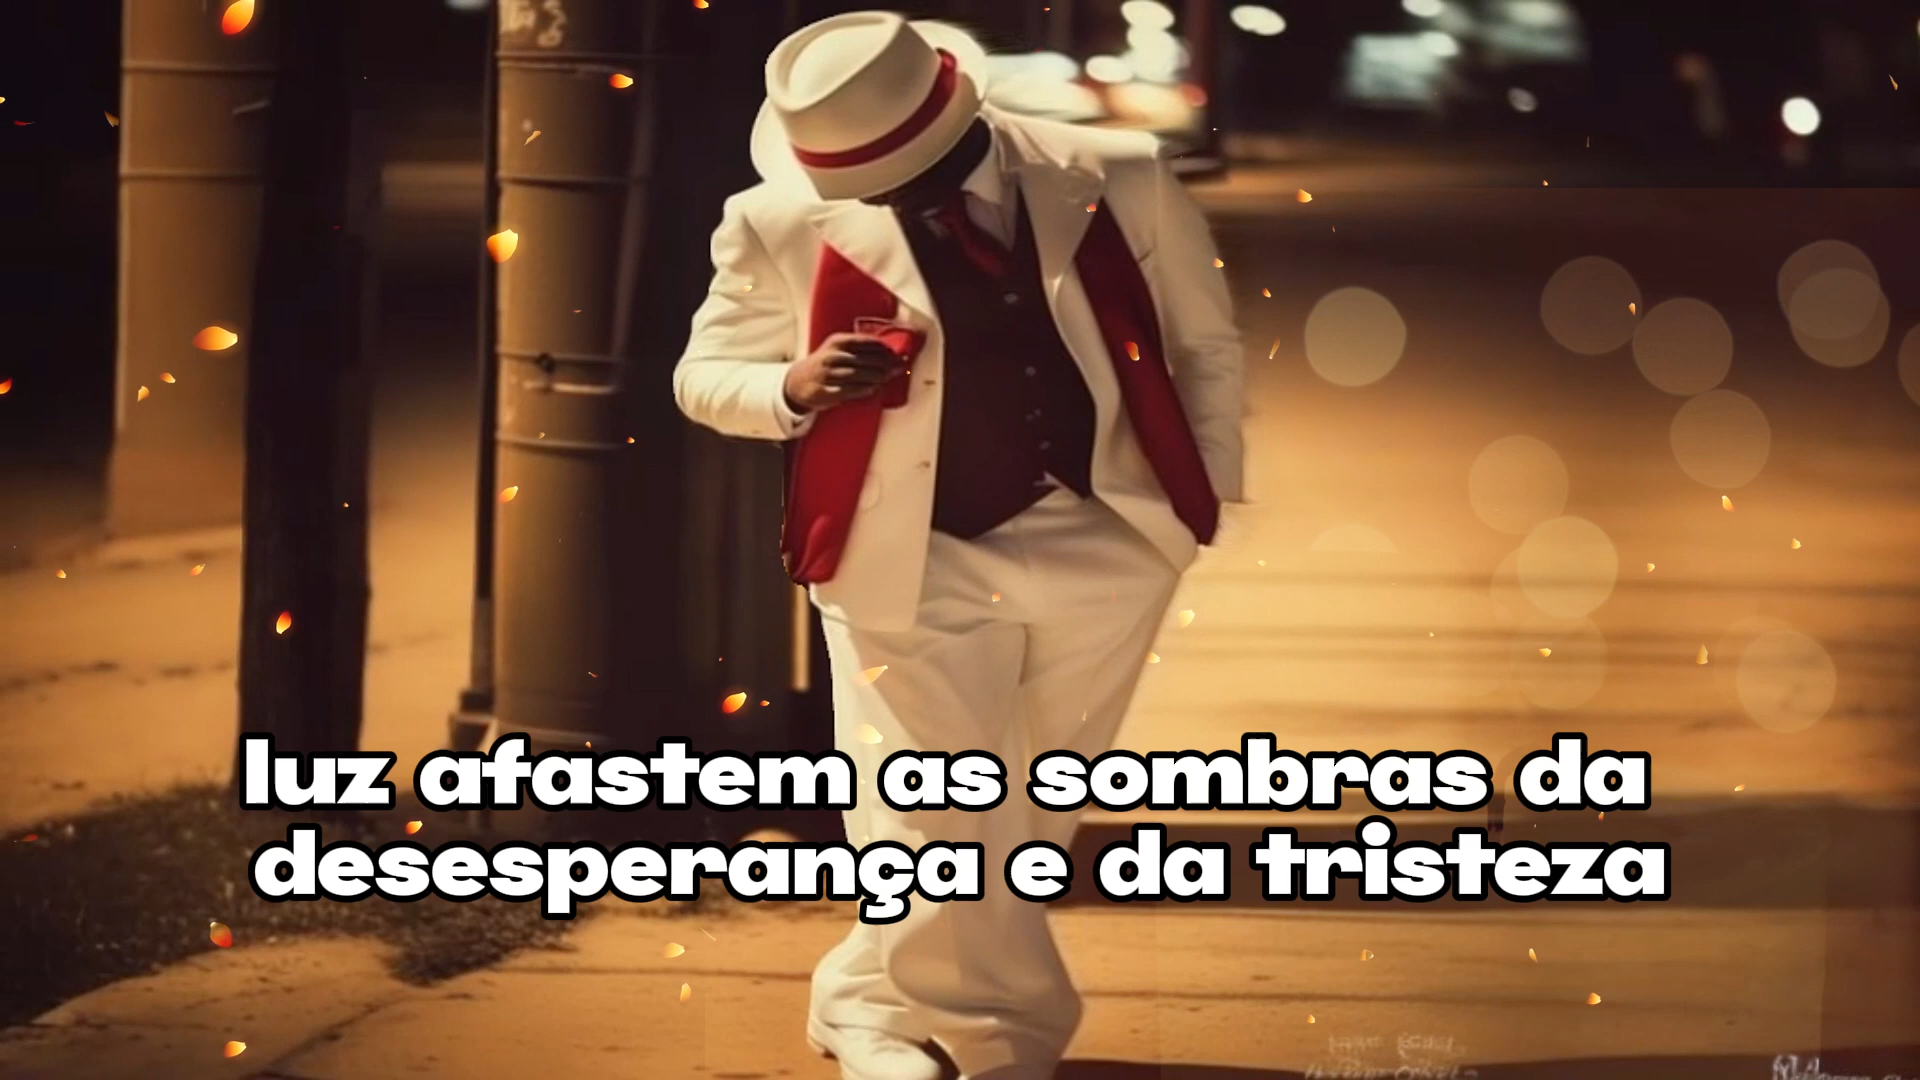 luz afastem as sombras da
desesperança e da tristeza